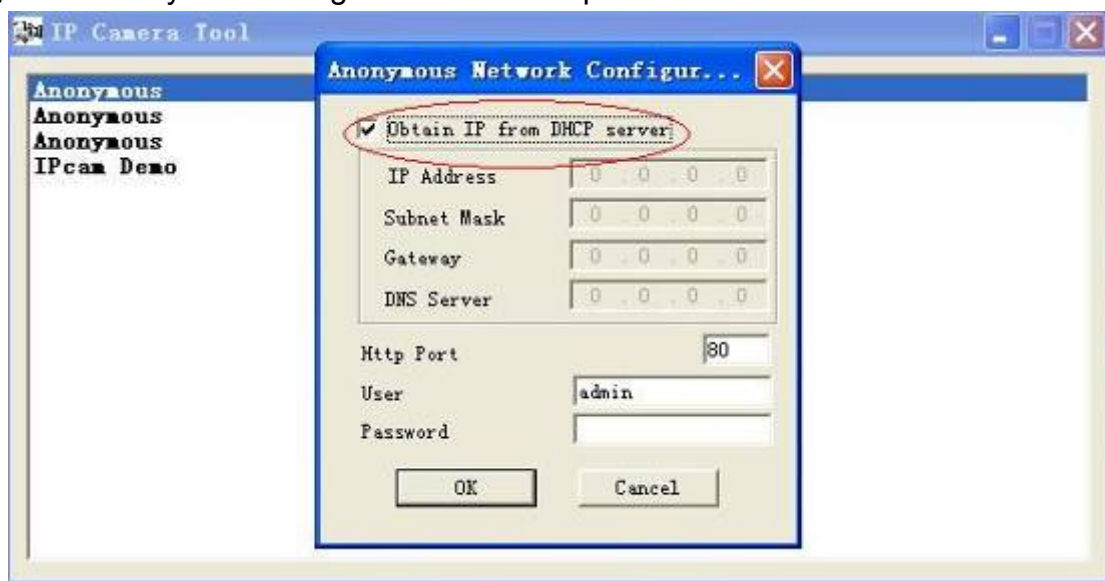 IP Camera Tool
Anonymous Network Configur...
Anonymous
Anonymous
Anonymous
IPcam Demo
Obtain IP from DHCP server
IP Address 0 . 0 . 0 . 0
Subnet Mask 0 . 0 . 0 . 0
Gateway 0 . 0 . 0 . 0
DNS Server 0 . 0 . 0 . 0
Http Port 80
User admin
Password
OK Cancel